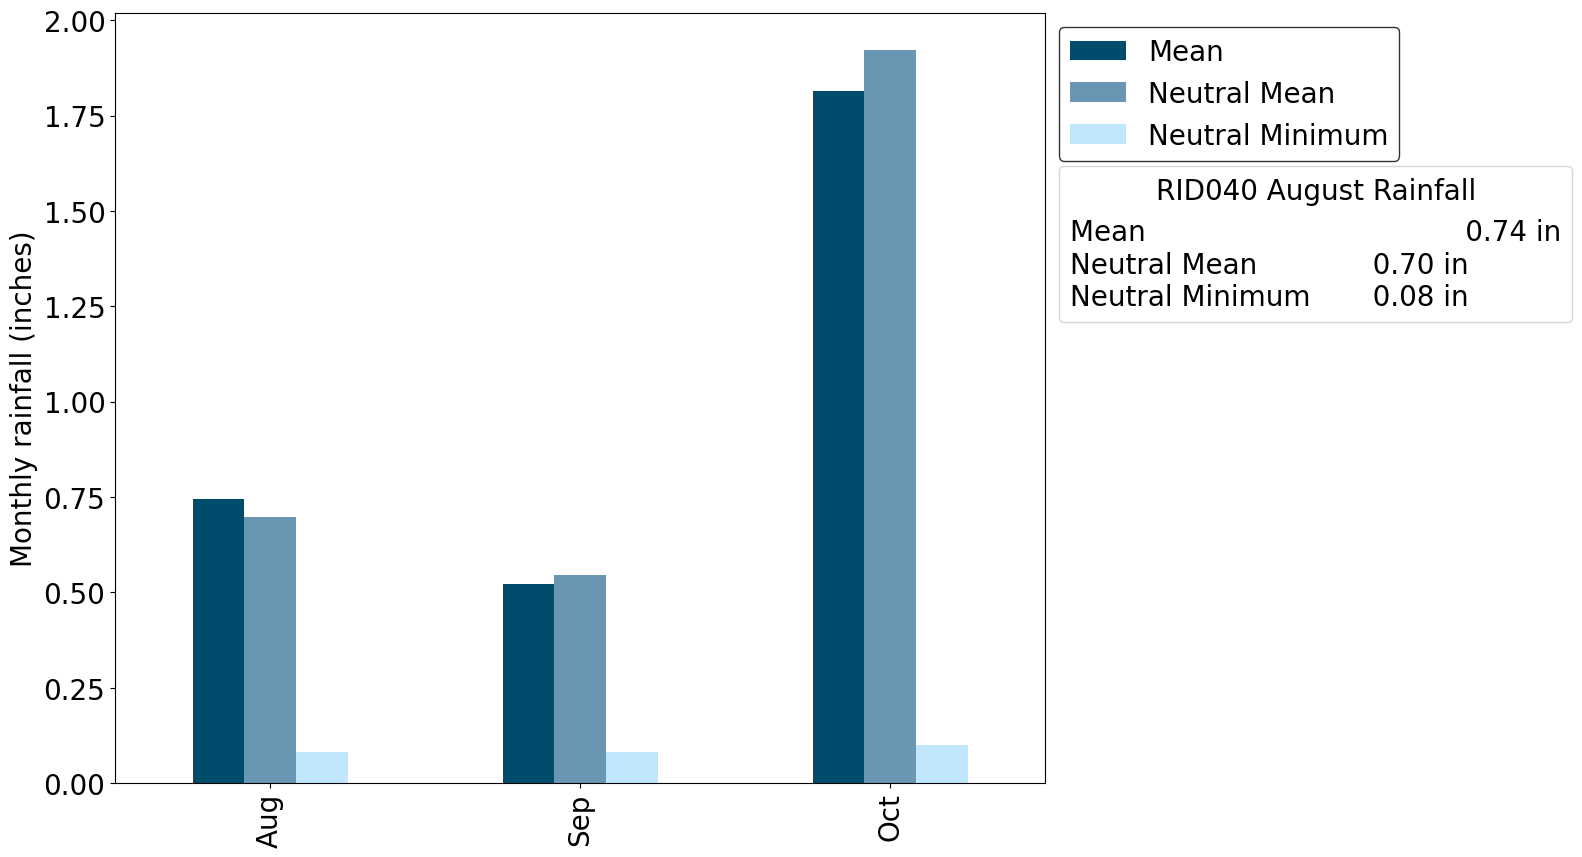 2.00
1.75
1.50
1.25
1.00
0.75
0.50
0.25
0.00
Monthly rainfall (inches)
Aug
Sep
Oct
Mean
Neutral Mean
Neutral Minimum
RID040 August Rainfall
Mean 0.74 in
Neutral Mean 0.70 in
Neutral Minimum 0.08 in